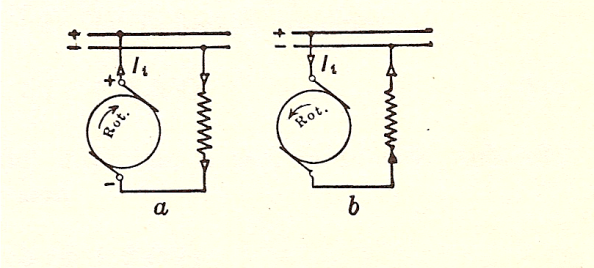 + +
− −
I₁ I₁
+
Rot. Rot.
−
a b